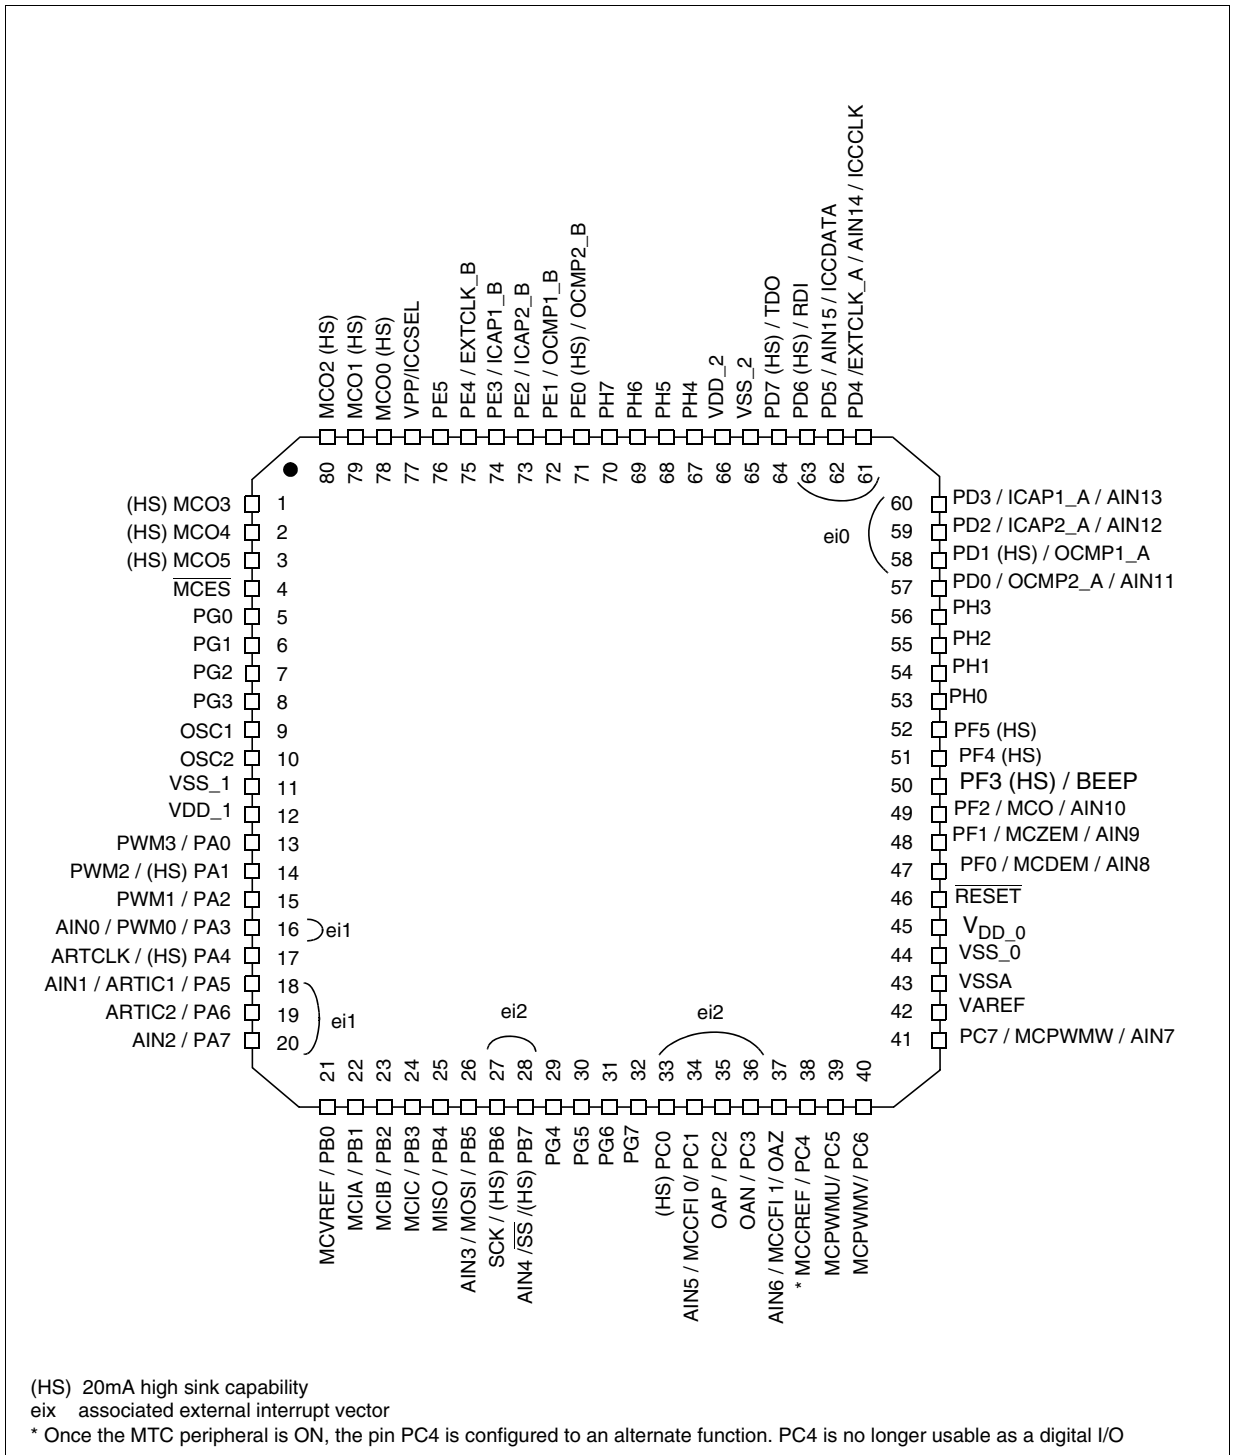 MCO2 (HS)
MCO1 (HS)
MCO0 (HS)
VPP/ICCSEL
PE5
PE4 / EXTCLK_B
PE3 / ICAP1_B
PE2 / ICAP2_B
PE1 / OCMP1_B
PE0 (HS) / OCMP2_B
PH7
PH6
PH5
PH4
VDD_2
VSS_2
PD7 (HS) / TDO
PD6 (HS) / RDI
PD5 / AIN15 / ICCDATA
PD4 /EXTCLK_A / AIN14 / ICCCLK
80 79 78 77 76 75 74 73 72 71 70 69 68 67 66 65 64 63 62 61
(HS) MCO3 1
(HS) MCO4 2
(HS) MCO5 3
MCES 4
PG0 5
PG1 6
PG2 7
PG3 8
OSC1 9
OSC2 10
VSS_1 11
VDD_1 12
PWM3 / PA0 13
PWM2 / (HS) PA1 14
PWM1 / PA2 15
AIN0 / PWM0 / PA3 16 ei1
ARTCLK / (HS) PA4 17
AIN1 / ARTIC1 / PA5 18
ARTIC2 / PA6 19 ei1
AIN2 / PA7 20
60 PD3 / ICAP1_A / AIN13
ei0 59 PD2 / ICAP2_A / AIN12
58 PD1 (HS) / OCMP1_A
57 PD0 / OCMP2_A / AIN11
56 PH3
55 PH2
54 PH1
53 PH0
52 PF5 (HS)
51 PF4 (HS)
50 PF3 (HS) / BEEP
49 PF2 / MCO / AIN10
48 PF1 / MCZEM / AIN9
47 PF0 / MCDEM / AIN8
46 RESET
45 VDD_0
44 VSS_0
43 VSSA
42 VAREF
41 PC7 / MCPWMW / AIN7
ei2 ei2
21 22 23 24 25 26 27 28 29 30 31 32 33 34 35 36 37 38 39 40
MCVREF / PB0
MCIA / PB1
MCIB / PB2
MCIC / PB3
MISO / PB4
AIN3 / MOSI / PB5
SCK / (HS) PB6
AIN4 /SS /(HS) PB7
PG4
PG5
PG6
PG7
(HS) PC0
AIN5 / MCCFI 0/ PC1
OAP / PC2
OAN / PC3
AIN6 / MCCFI 1/ OAZ
* MCCREF / PC4
MCPWMU/ PC5
MCPWMV/ PC6
(HS) 20mA high sink capability
eix associated external interrupt vector
* Once the MTC peripheral is ON, the pin PC4 is configured to an alternate function. PC4 is no longer usable as a digital I/O